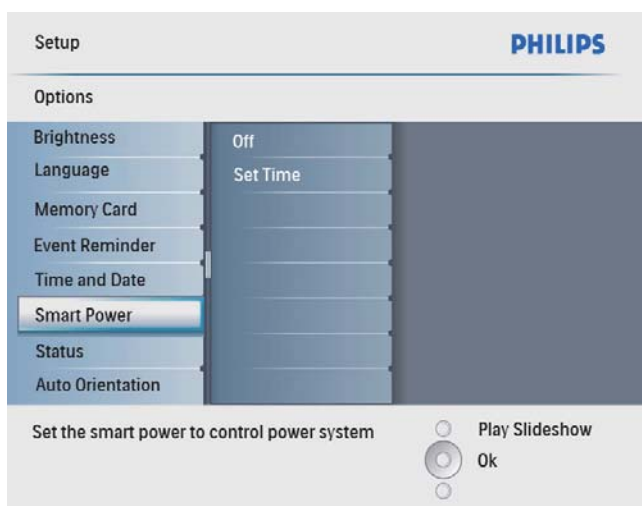 Setup
PHILIPS
Options
Brightness
Language
Memory Card
Event Reminder
Time and Date
Smart Power
Status
Auto Orientation
Off
Set Time
Set the smart power to control power system
Play Slideshow
Ok